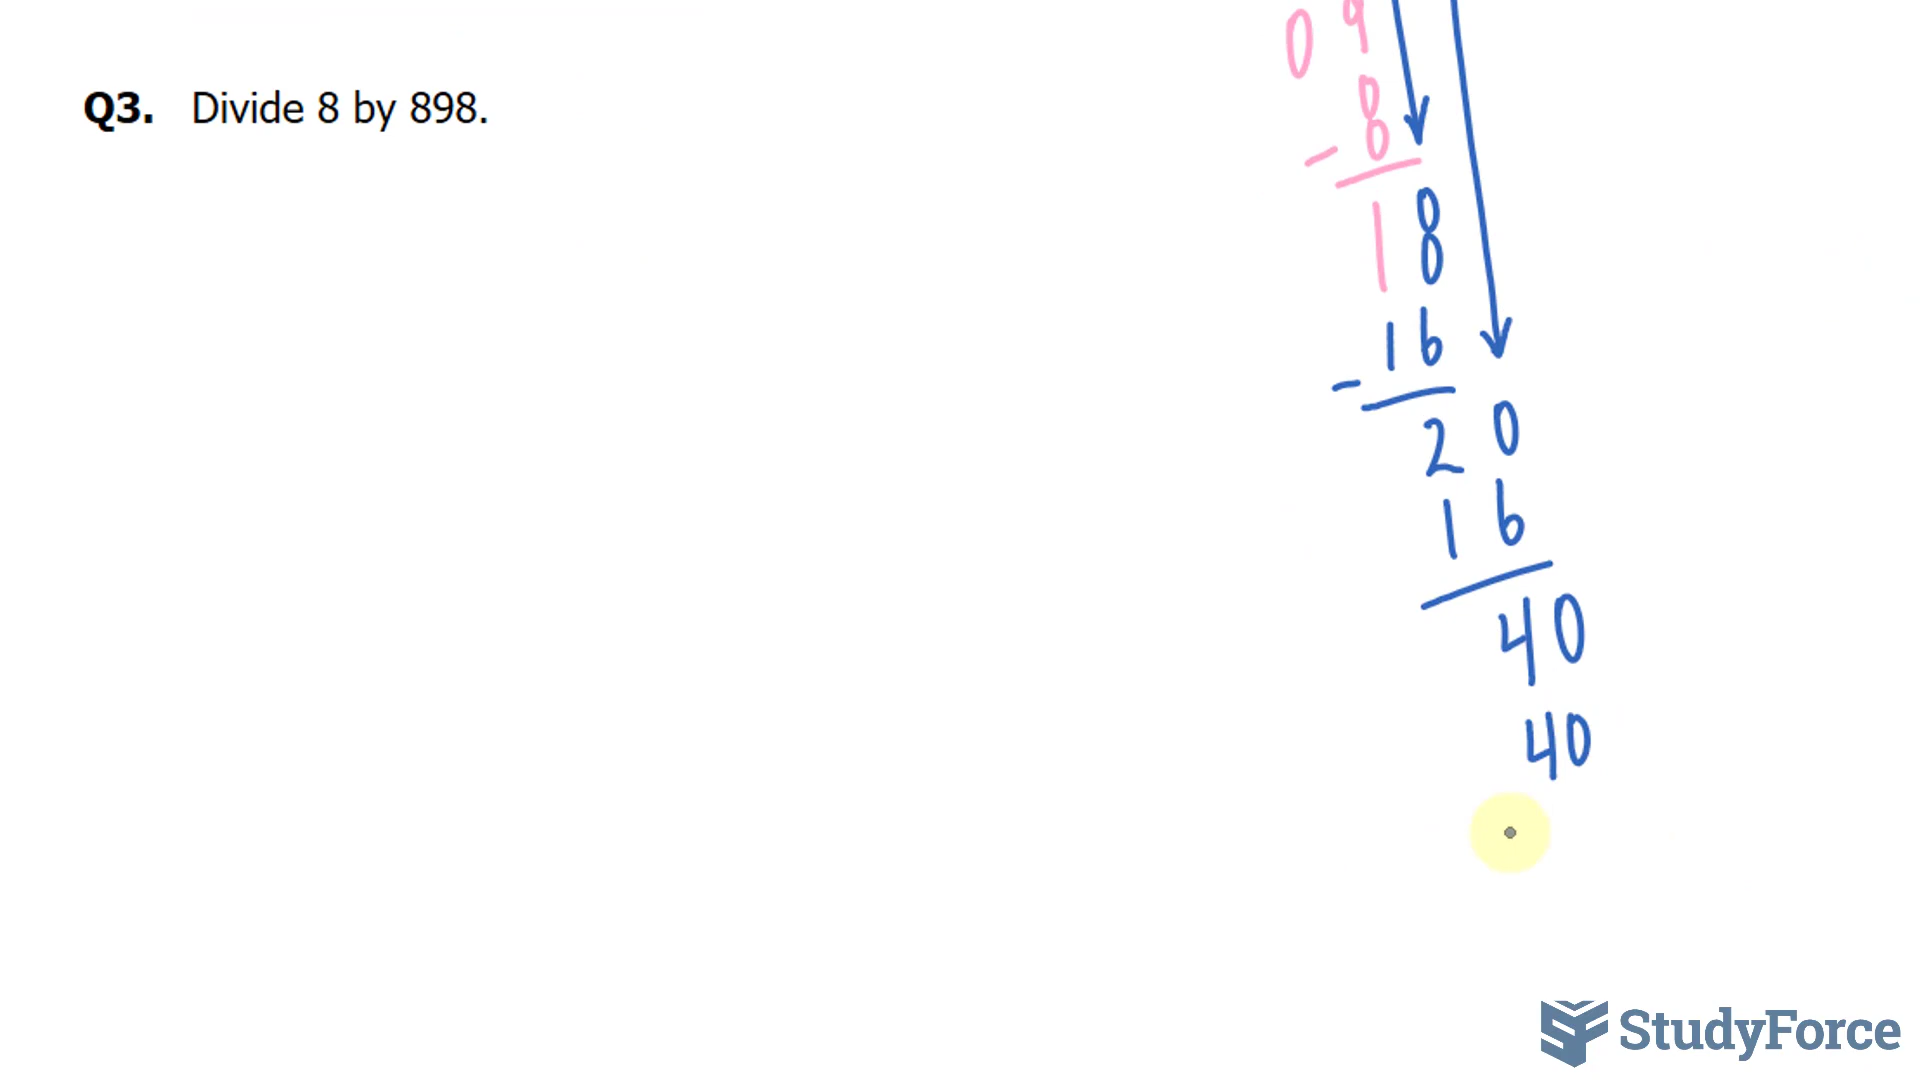 0 9
Q3. Divide 8 by 898.
- 8
1 8
- 1 6
2 0
1 6
4 0
4 0
StudyForce